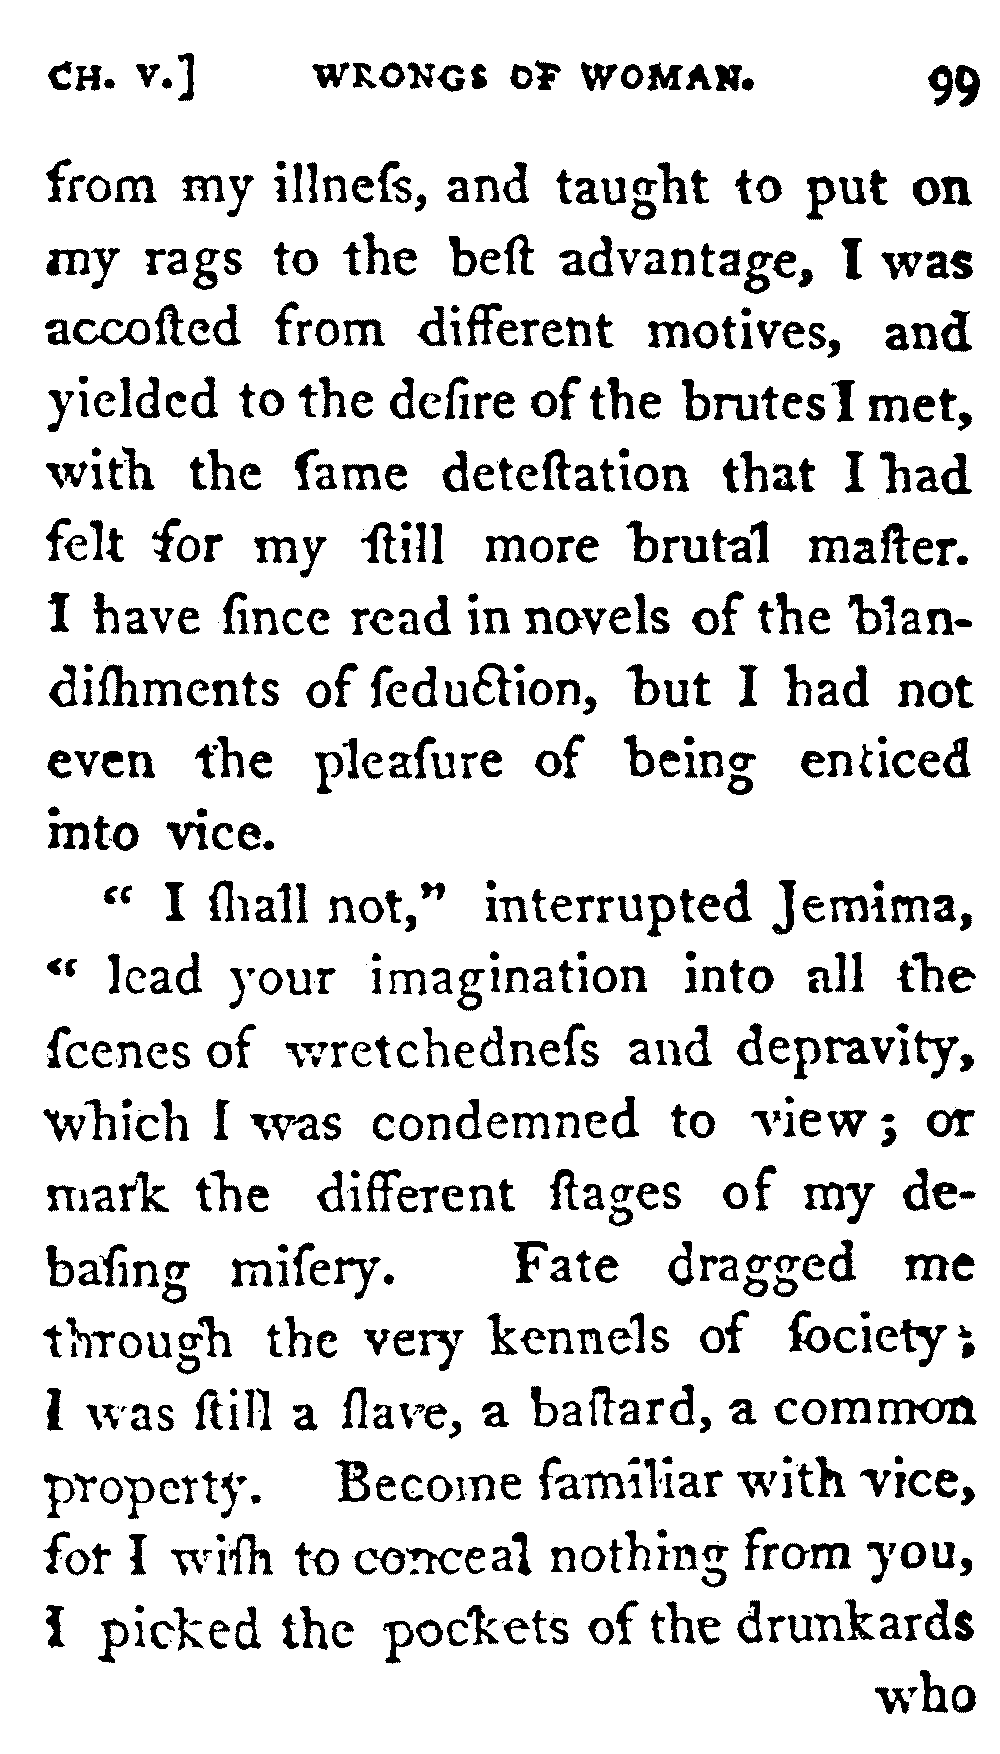 CH. V.] WRONGS OF WOMAN. 99
from my illneſs, and taught to put on
my rags to the beſt advantage, I was
accoſted from different motives, and
yielded to the deſire of the brutes I met,
with the ſame deteſtation that I had
felt for my ſtill more brutal maſter.
I have ſince read in novels of the blan-
diſhments of ſeduction, but I had not
even the pleaſure of being enticed
into vice.
“ I ſhall not,” interrupted Jemima,
“ lead your imagination into all the
ſcenes of wretchedneſs and depravity,
which I was condemned to view; or
mark the different ſtages of my de-
baſing miſery. Fate dragged me
through the very kennels of ſociety;
I was ſtill a ſlave, a baſtard, a common
property. Become familiar with vice,
for I wiſh to conceal nothing from you,
I picked the pockets of the drunkards
who